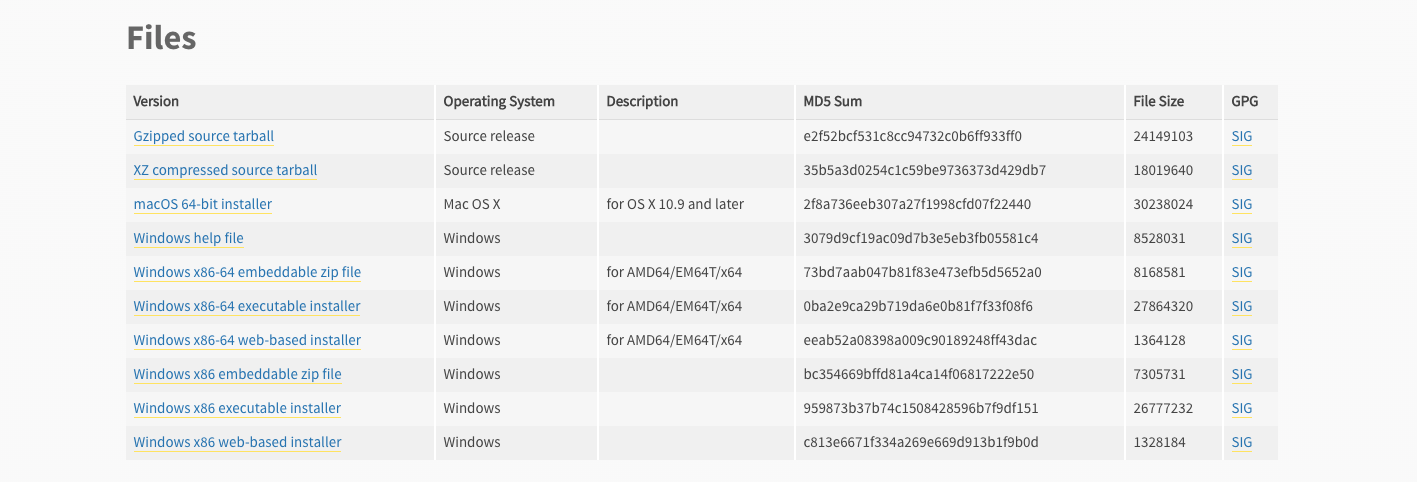 Files
Version Operating System Description MD5 Sum File Size GPG
Gzipped source tarball Source release e2f52bcf531c8cc94732c0b6ff933ff0 24149103 SIG
XZ compressed source tarball Source release 35b5a3d0254c1c59be9736373d429db7 18019640 SIG
macOS 64-bit installer Mac OS X for OS X 10.9 and later 2f8a736eeb307a27f1998cfd07f22440 30238024 SIG
Windows help file Windows 3079d9cf19ac09d7b3e5eb3fb05581c4 8528031 SIG
Windows x86-64 embeddable zip file Windows for AMD64/EM64T/x64 73bd7aab047b81f83e473efb5d5652a0 8168581 SIG
Windows x86-64 executable installer Windows for AMD64/EM64T/x64 0ba2e9ca29b719da6e0b81f7f33f08f6 27864320 SIG
Windows x86-64 web-based installer Windows for AMD64/EM64T/x64 eeab52a08398a009c90189248ff43dac 1364128 SIG
Windows x86 embeddable zip file Windows bc354669bffd81a4ca14f06817222e50 7305731 SIG
Windows x86 executable installer Windows 959873b37b74c1508428596b7f9df151 26777232 SIG
Windows x86 web-based installer Windows c813e6671f334a269e669d913b1f9b0d 1328184 SIG